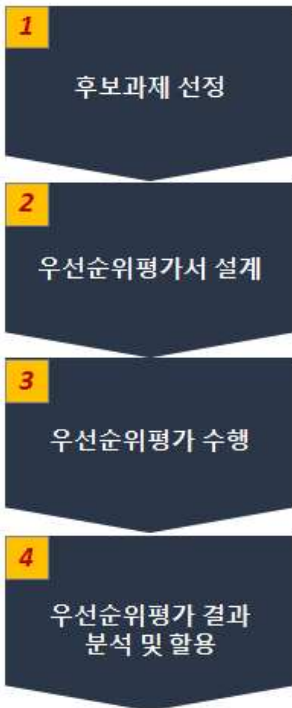 1
후보과제 선정
2
우선순위평가서 설계
3
우선순위평가 수행
4
우선순위평가 결과
분석 및 할용